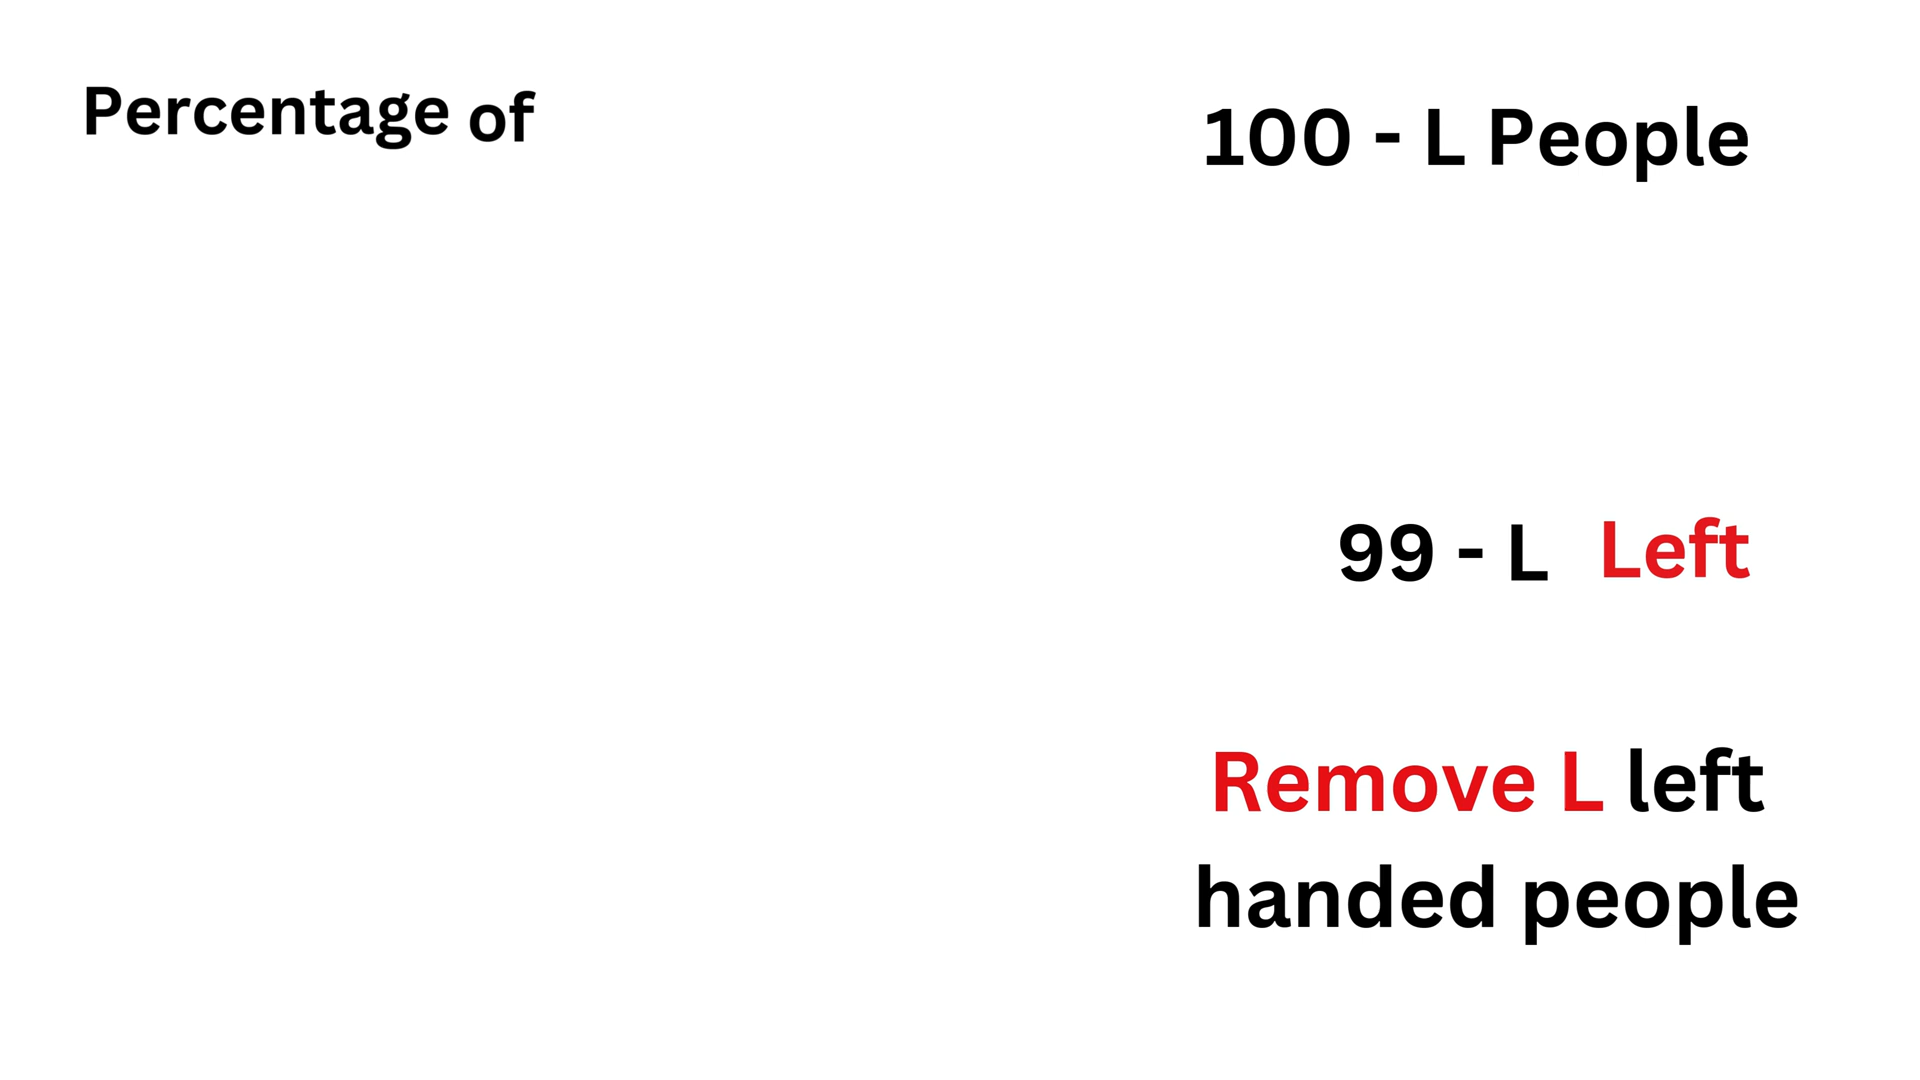 Percentage of
100 - L People
99 - L Left
Remove L left
handed people